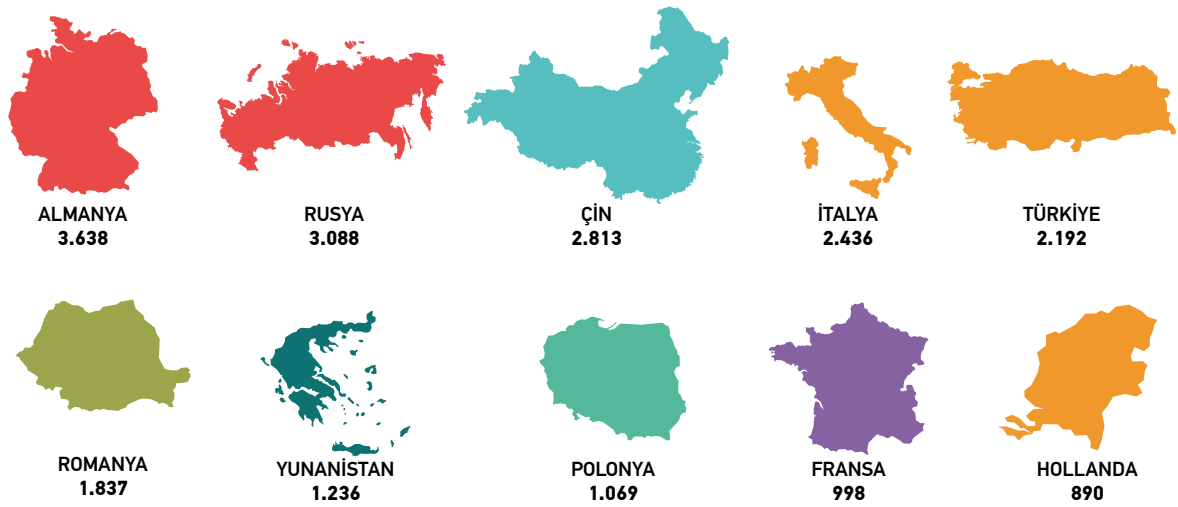 ALMANYA
3.638
RUSYA
3.088
ÇİN
2.813
İTALYA
2.436
TÜRKİYE
2.192
ROMANYA
1.837
YUNANİSTAN
1.236
POLONYA
1.069
FRANSA
998
HOLLANDA
890